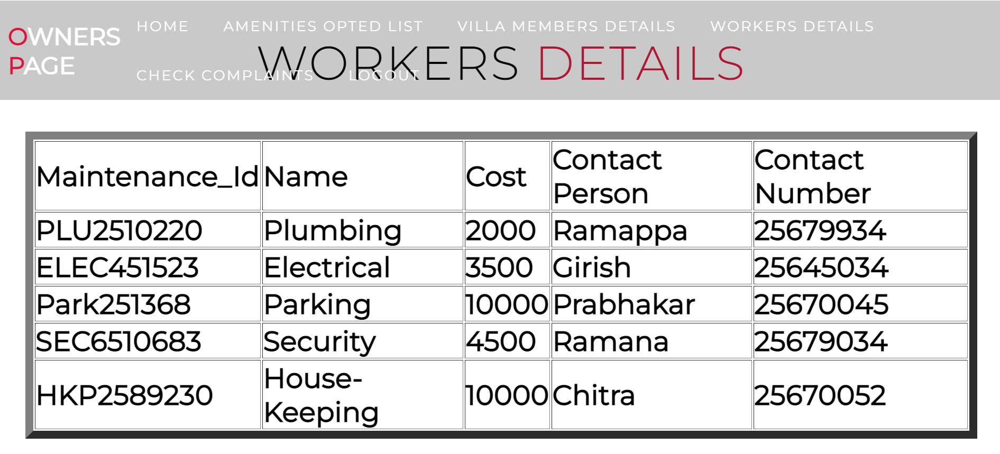 OWNERS
PAGE
HOME AMENITIES OPTED LIST VILLA MEMBERS DETAILS WORKERS DETAILS
CHECK COMPLAINTS LOGOUT
WORKERS DETAILS
Maintenance_Id Name Cost Contact Person Contact Number
PLU2510220 Plumbing 2000 Ramappa 25679934
ELEC451523 Electrical 3500 Girish 25645034
Park251368 Parking 10000 Prabhakar 25670045
SEC6510683 Security 4500 Ramana 25679034
HKP2589230 House-Keeping 10000 Chitra 25670052